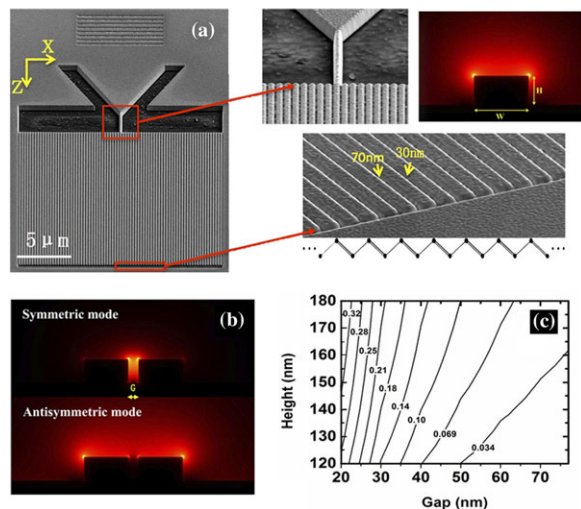 (a)
X
Z
5 μm
H
W
70nm
30nm
... ...
(b)
Symmetric mode
G
Antisymmetric mode
(c)
Height (nm)
180
170
160
150
140
130
120
0.32
0.28
0.25
0.21
0.18
0.14
0.10
0.069
0.034
20 30 40 50 60 70
Gap (nm)